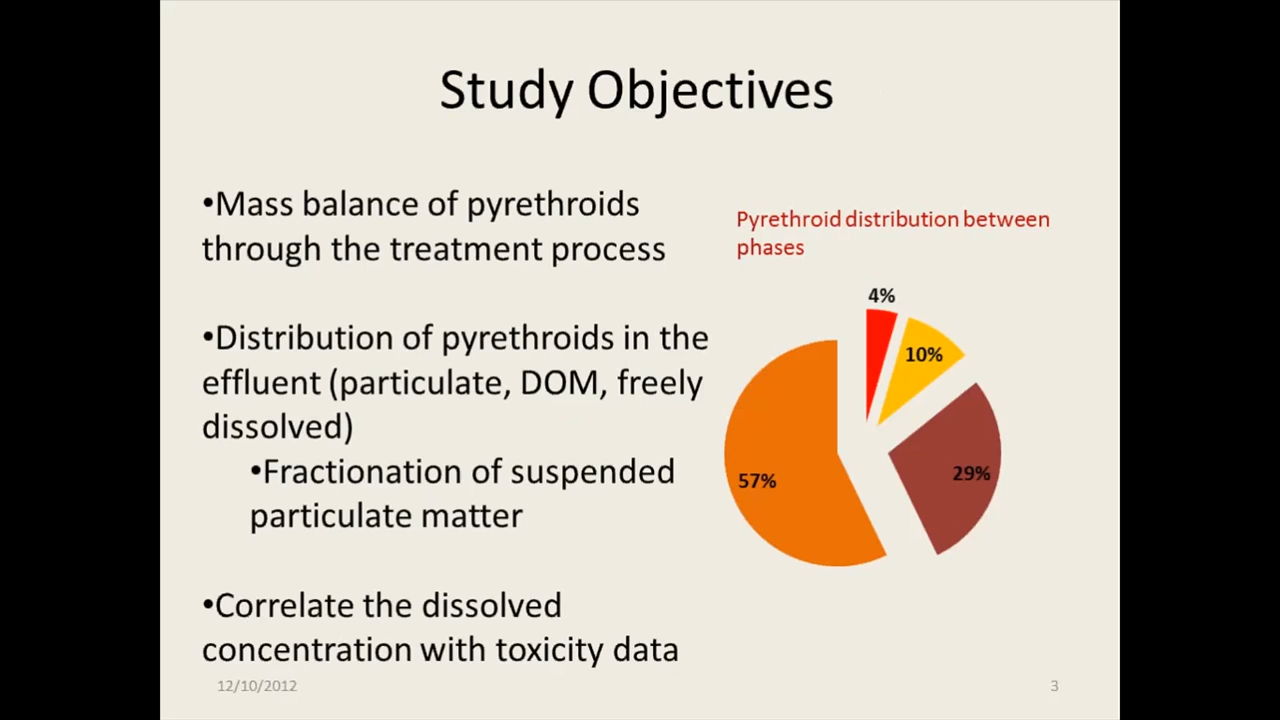 Study Objectives
•Mass balance of pyrethroids
through the treatment process
•Distribution of pyrethroids in the
effluent (particulate, DOM, freely
dissolved)
•Fractionation of suspended
particulate matter
•Correlate the dissolved
concentration with toxicity data
Pyrethroid distribution between
phases
4%
10%
29%
57%
12/10/2012
3